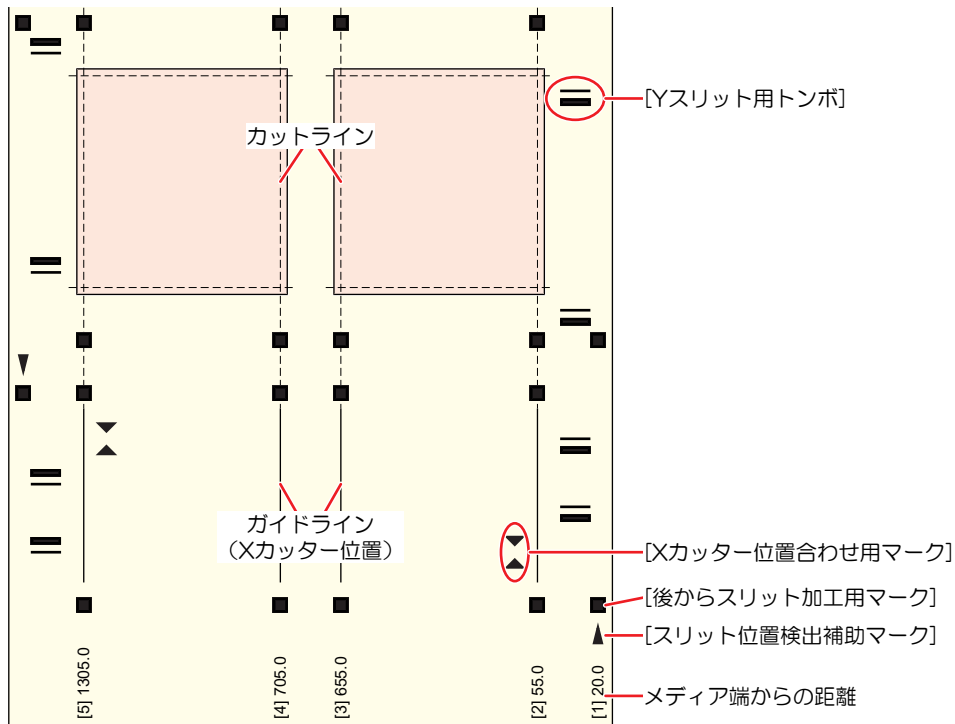 [Yスリット用トンボ]
カットライン
ガイドライン
（Xカッター位置）
[Xカッター位置合わせ用マーク]
[後からスリット加工用マーク]
[スリット位置検出補助マーク]
メディア端からの距離
[5] 1305.0
[4] 705.0
[3] 655.0
[2] 55.0
[1] 20.0